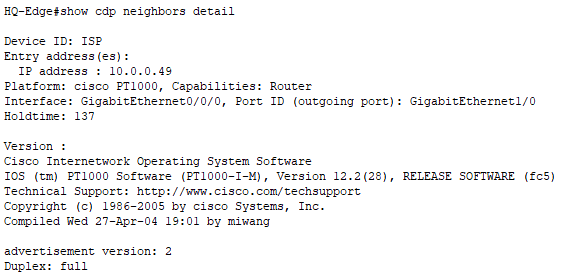 HQ-Edge#show cdp neighbors detail
Device ID: ISP
Entry address(es):
IP address : 10.0.0.49
Platform: cisco PT1000, Capabilities: Router
Interface: GigabitEthernet0/0/0, Port ID (outgoing port): GigabitEthernet1/0
Holdtime: 137
Version :
Cisco Internetwork Operating System Software
IOS (tm) PT1000 Software (PT1000-I-M), Version 12.2(28), RELEASE SOFTWARE (fc5)
Technical Support: http://www.cisco.com/techsupport
Copyright (c) 1986-2005 by cisco Systems, Inc.
Compiled Wed 27-Apr-04 19:01 by miwang
advertisement version: 2
Duplex: full